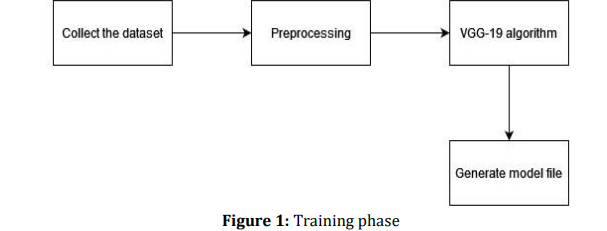 Collect the dataset
Preprocessing
VGG-19 algorithm
Generate model file
Figure 1: Training phase